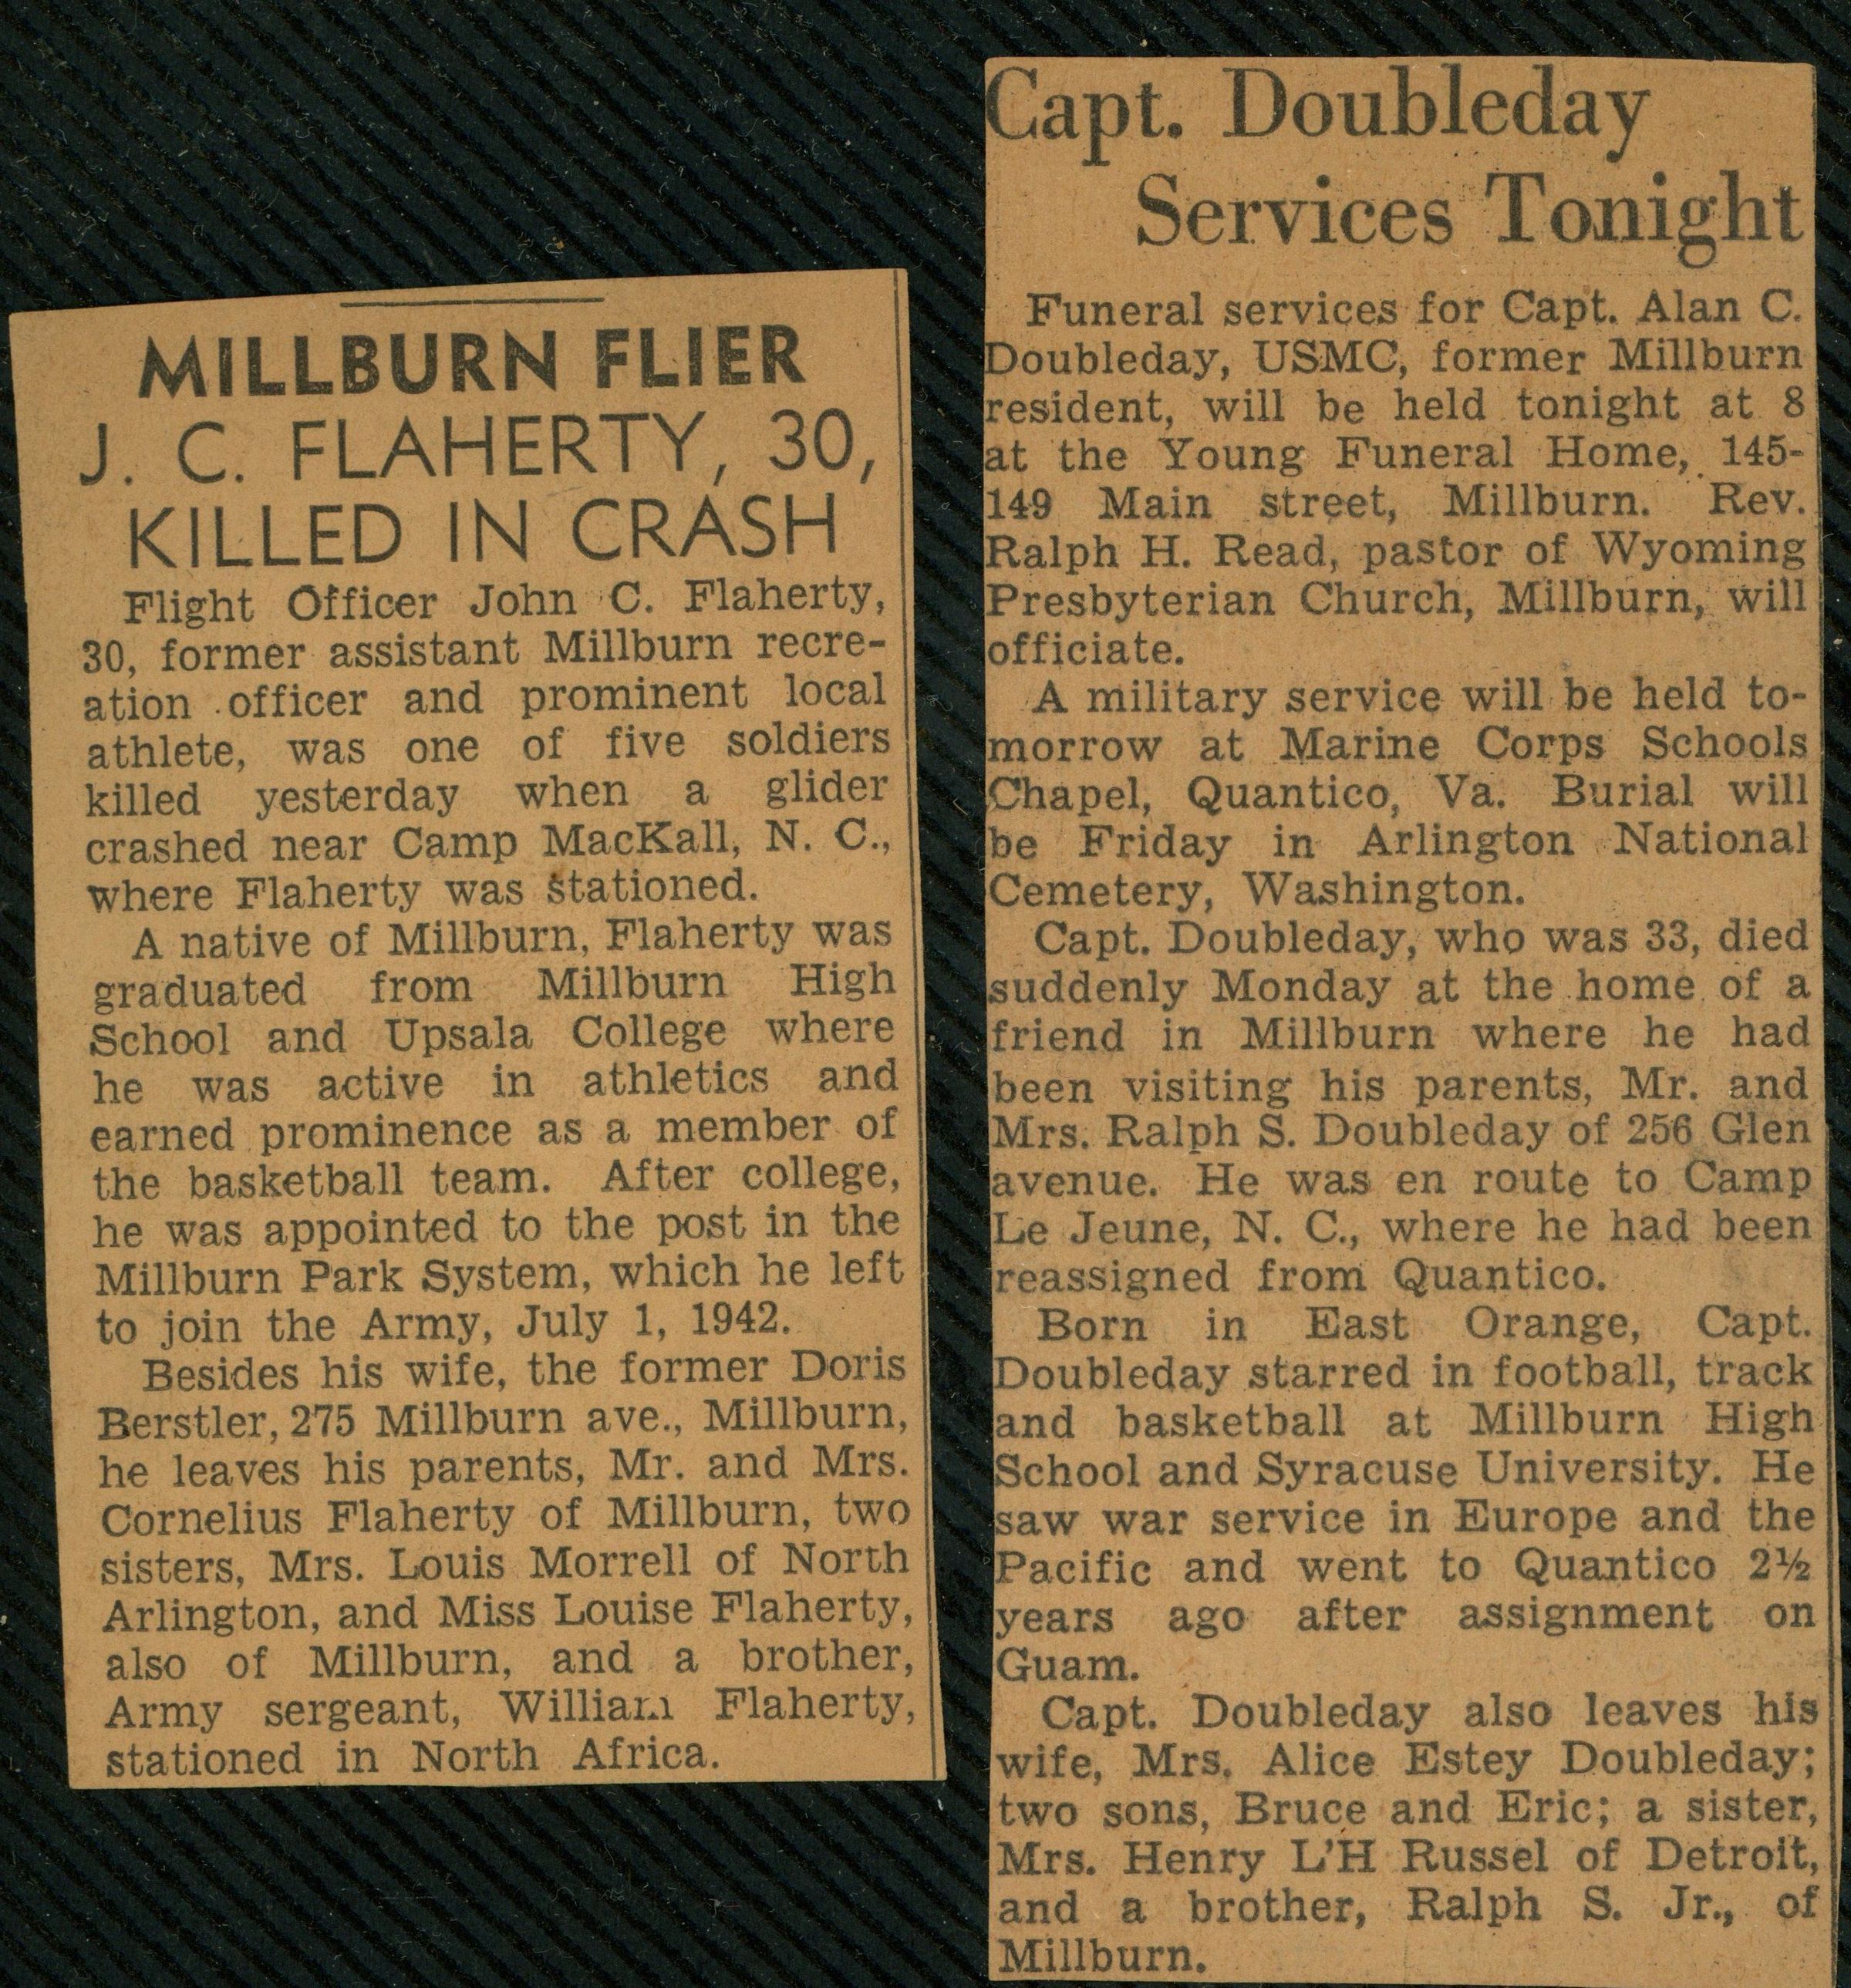 MILLBURN FLIER
J. C. FLAHERTY, 30,
KILLED IN CRASH
Flight Officer John C. Flaherty,
30, former assistant Millburn recre-
ation officer and prominent local
athlete, was one of five soldiers
killed yesterday when a glider
crashed near Camp MacKall, N. C.,
where Flaherty was stationed.
A native of Millburn, Flaherty was
graduated from Millburn High
School and Upsala College where
he was active in athletics and
earned prominence as a member of
the basketball team. After college,
he was appointed to the post in the
Millburn Park System, which he left
to join the Army, July 1, 1942.
Besides his wife, the former Doris
Berstler, 275 Millburn ave., Millburn,
he leaves his parents, Mr. and Mrs.
Cornelius Flaherty of Millburn, two
sisters, Mrs. Louis Morrell of North
Arlington, and Miss Louise Flaherty,
also of Millburn, and a brother,
Army sergeant, William Flaherty,
stationed in North Africa.
Capt. Doubleday
Services Tonight
Funeral services for Capt. Alan C.
Doubleday, USMC, former Millburn
resident, will be held tonight at 8
at the Young Funeral Home, 145-
149 Main street, Millburn. Rev.
Ralph H. Read, pastor of Wyoming
Presbyterian Church, Millburn, will
officiate.
A military service will be held to-
morrow at Marine Corps Schools
Chapel, Quantico, Va. Burial will
be Friday in Arlington National
Cemetery, Washington.
Capt. Doubleday, who was 33, died
suddenly Monday at the home of a
friend in Millburn where he had
been visiting his parents, Mr. and
Mrs. Ralph S. Doubleday of 256 Glen
avenue. He was en route to Camp
Le Jeune, N. C., where he had been
reassigned from Quantico.
Born in East Orange, Capt.
Doubleday starred in football, track
and basketball at Millburn High
School and Syracuse University. He
saw war service in Europe and the
Pacific and went to Quantico 2½
years ago after assignment on
Guam.
Capt. Doubleday also leaves his
wife, Mrs. Alice Estey Doubleday;
two sons, Bruce and Eric; a sister,
Mrs. Henry L'H Russel of Detroit,
and a brother, Ralph S. Jr., of
Millburn.